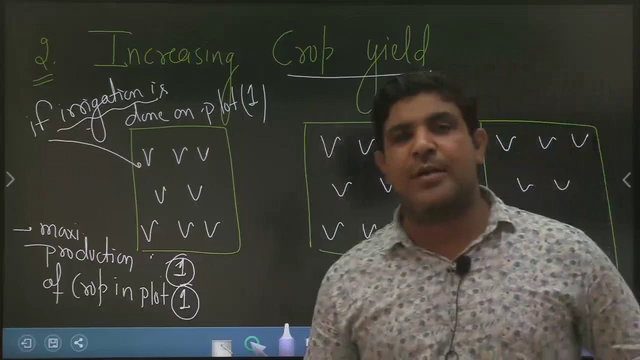 2. Increasing Crop yield
if irrigation is
done on plot (1)
→ maxi
production
of Crop in plot 1
1